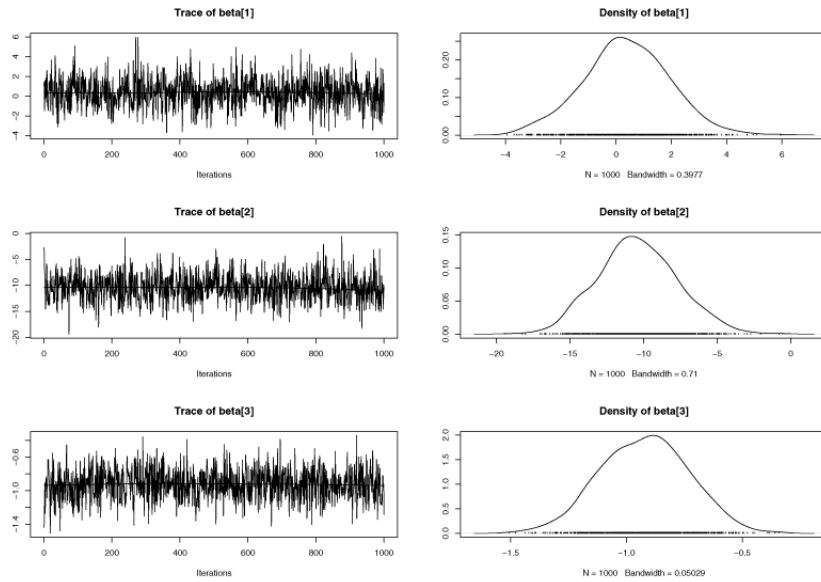 Trace of beta[1]
6
4
2
0
−2
−4
0 200 400 600 800 1000
Iterations
Density of beta[1]
0.20
0.10
0.00
−4 −2 0 2 4 6
N = 1000 Bandwidth = 0.3977
Trace of beta[2]
0
−5
−10
−15
−20
0 200 400 600 800 1000
Iterations
Density of beta[2]
0.15
0.10
0.05
0.00
−20 −15 −10 −5 0
N = 1000 Bandwidth = 0.71
Trace of beta[3]
−0.6
−1.0
−1.4
0 200 400 600 800 1000
Iterations
Density of beta[3]
2.0
1.5
1.0
0.5
0.0
−1.5 −1.0 −0.5
N = 1000 Bandwidth = 0.05029